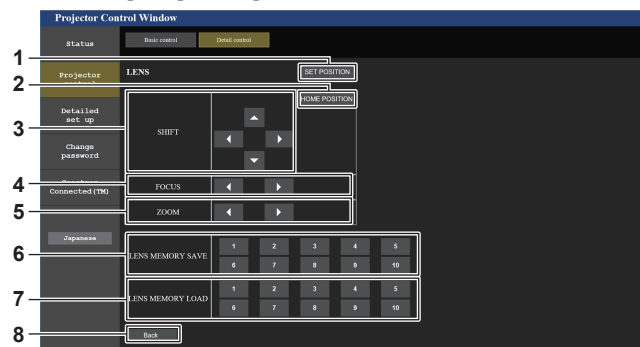 Projector Control Window
Status
Basic control
Detail control
1
LENS
SET POSITION
Projector
2
HOME POSITION
Detailed
set up
3
SHIFT
Change
password
Connected(TM)
4
FOCUS
5
ZOOM
Japanese
6
LENS MEMORY SAVE
1 2 3 4 5
6 7 8 9 10
7
LENS MEMORY LOAD
1 2 3 4 5
6 7 8 9 10
8
Back